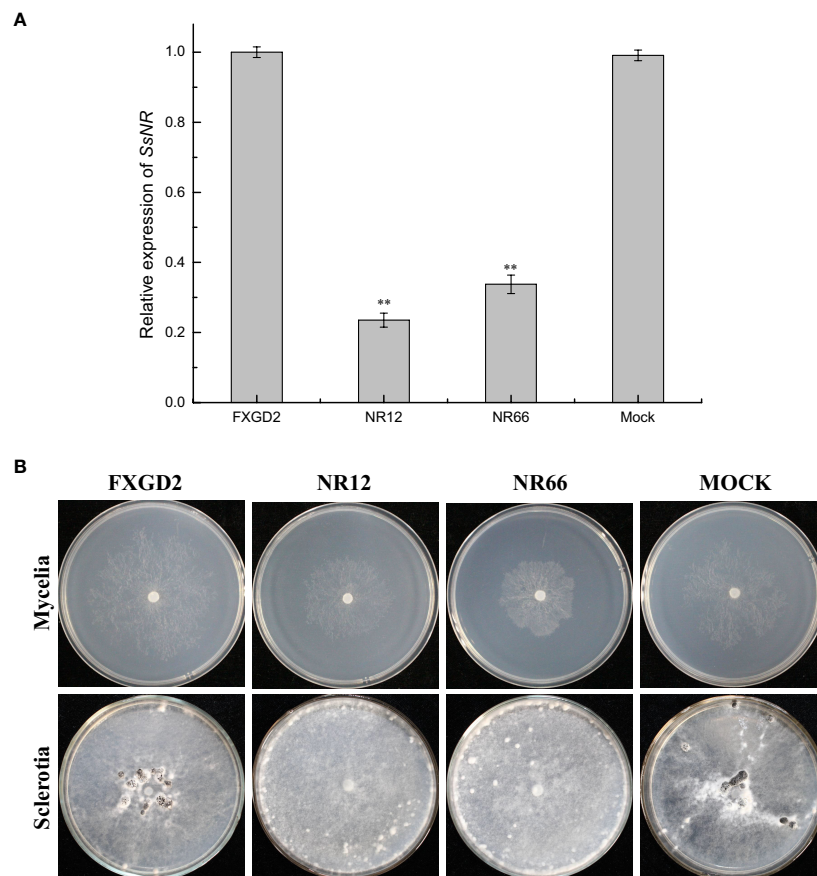 A
Relative expression of SsNR
1.0
0.8
0.6
0.4
0.2
0.0
**
**
FXGD2 NR12 NR66 Mock
B
FXGD2 NR12 NR66 MOCK
Mycelia
Sclerotia